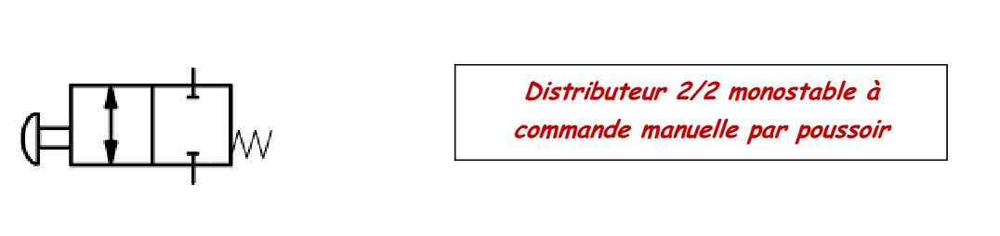 Distributeur 2/2 monostable à
commande manuelle par poussoir